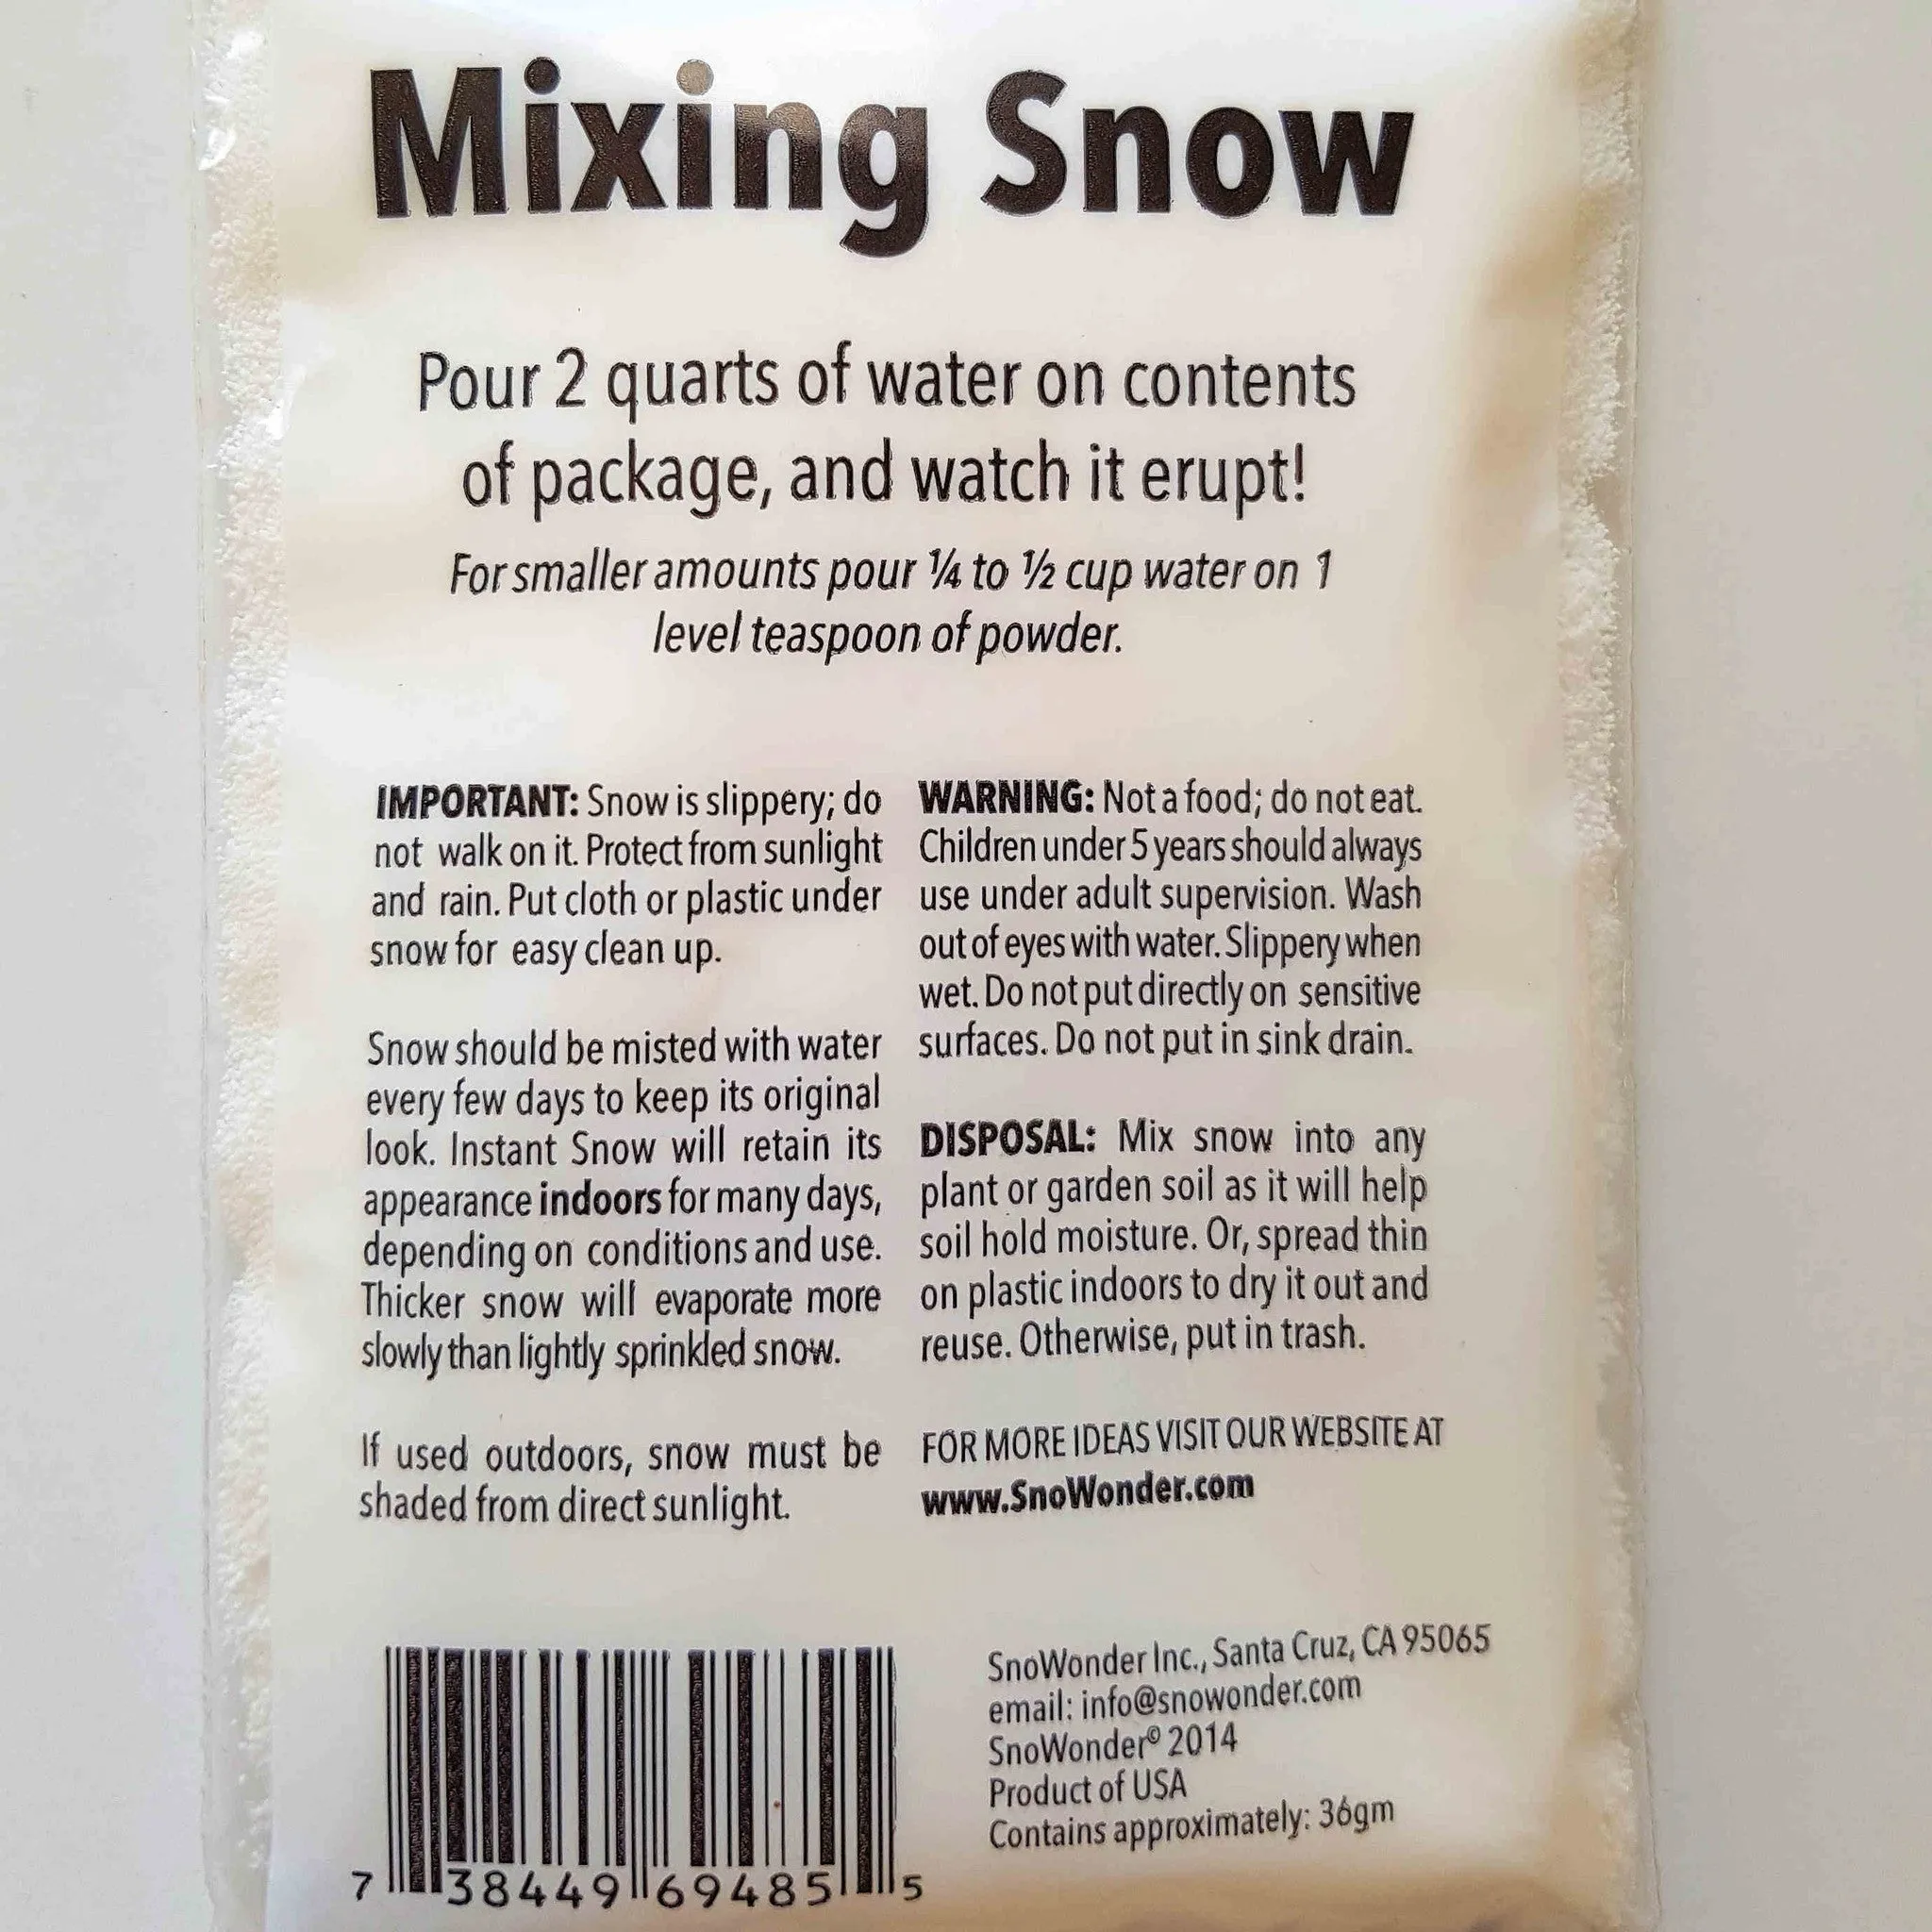 Mixing Snow
Pour 2 quarts of water on contents
of package, and watch it erupt!
For smaller amounts pour ¼ to ½ cup water on 1
level teaspoon of powder.
IMPORTANT: Snow is slippery; do
not walk on it. Protect from sunlight
and rain. Put cloth or plastic under
snow for easy clean up.
Snow should be misted with water
every few days to keep its original
look. Instant Snow will retain its
appearance indoors for many days,
depending on conditions and use.
Thicker snow will evaporate more
slowly than lightly sprinkled snow.
If used outdoors, snow must be
shaded from direct sunlight.
WARNING: Not a food; do not eat.
Children under 5 years should always
use under adult supervision. Wash
out of eyes with water. Slippery when
wet. Do not put directly on sensitive
surfaces. Do not put in sink drain.
DISPOSAL: Mix snow into any
plant or garden soil as it will help
soil hold moisture. Or, spread thin
on plastic indoors to dry it out and
reuse. Otherwise, put in trash.
FOR MORE IDEAS VISIT OUR WEBSITE AT
www.SnoWonder.com
7 38449 69485 5
SnoWonder Inc., Santa Cruz, CA 95065
email: info@snowonder.com
SnoWonder© 2014
Product of USA
Contains approximately: 36gm